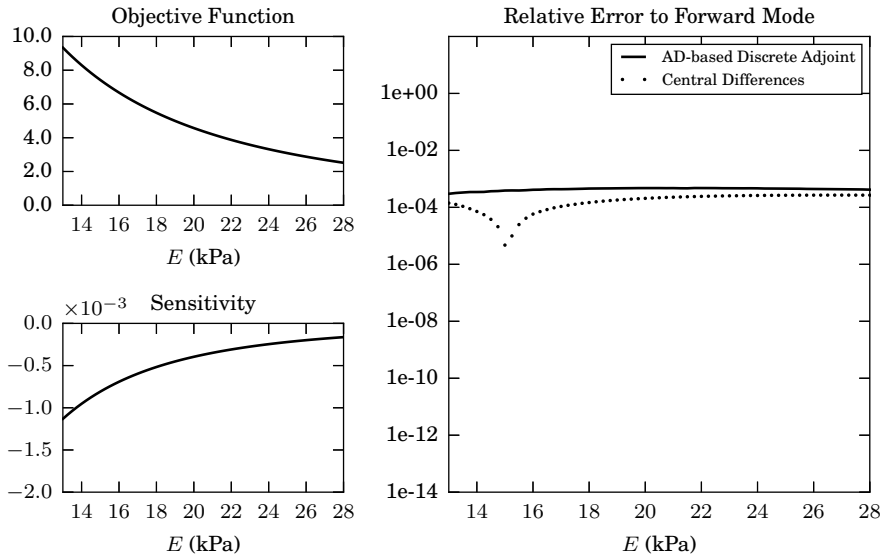 Objective Function
10.0
8.0
6.0
4.0
2.0
0.0
14 16 18 20 22 24 26 28
E (kPa)
×10⁻³ Sensitivity
0.0
−0.5
−1.0
−1.5
−2.0
14 16 18 20 22 24 26 28
E (kPa)
Relative Error to Forward Mode
AD-based Discrete Adjoint
Central Differences
1e+00
1e-02
1e-04
1e-06
1e-08
1e-10
1e-12
1e-14
14 16 18 20 22 24 26 28
E (kPa)